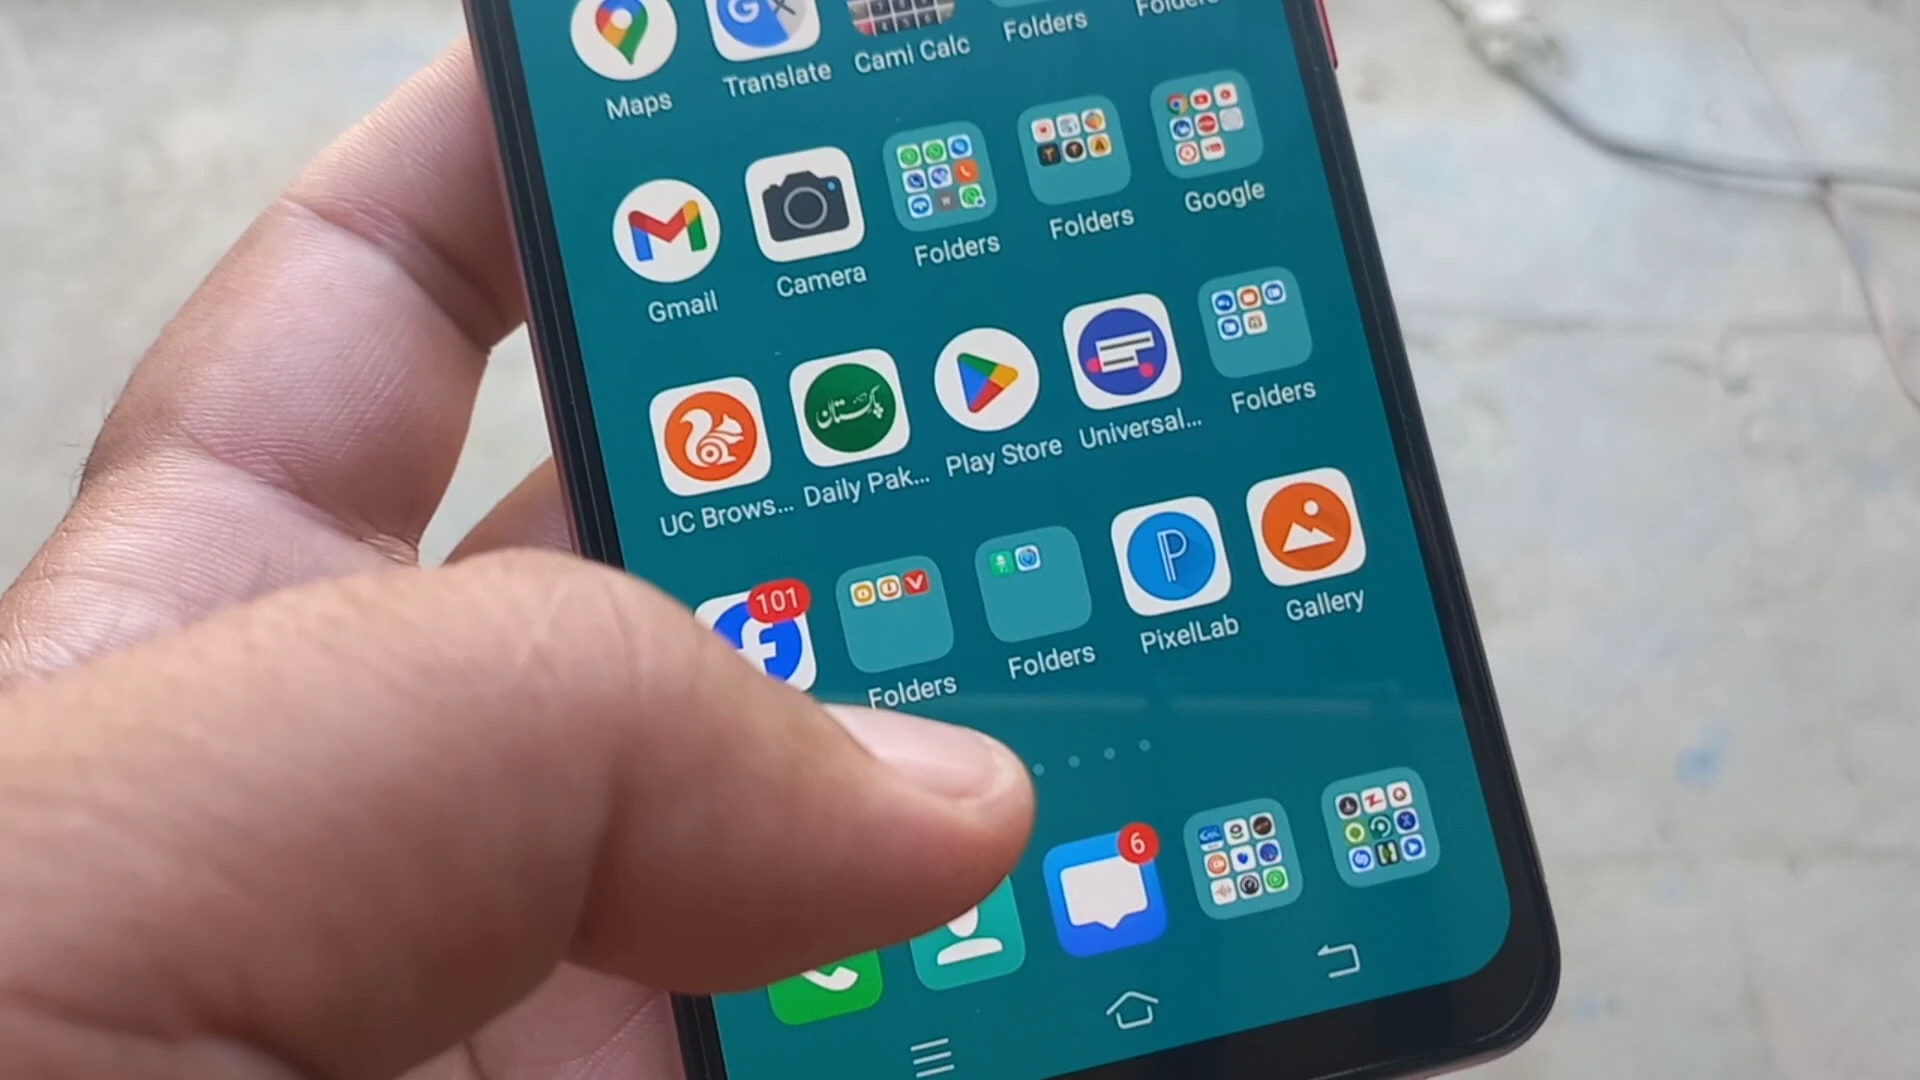 Maps
Translate
Cami Calc
Folders
Folders
Gmail
Camera
Folders
Folders
Google
UC Brows...
پاکستان
Daily Pak...
Play Store
Universal...
Folders
101
Folders
Folders
PixelLab
Gallery
6